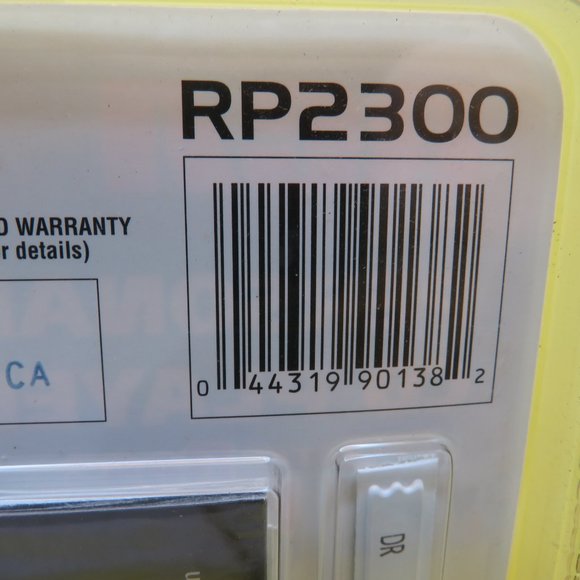 RP2300
WARRANTY
details)
CA
0 44319 90138 2
DR